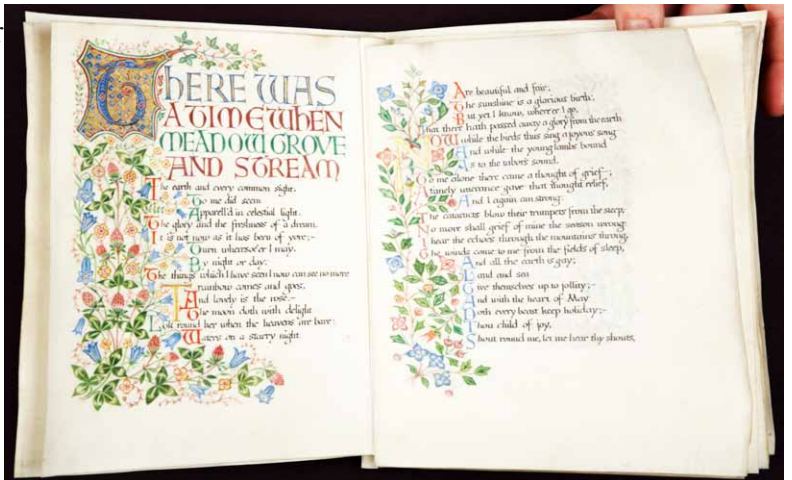 THERE WAS
A TIME WHEN
MEADOW GROVE
AND STREAM
The earth and every common sight,
To me did seem
Apparell'd in celestial light,
The glory and the freshness of a dream.
It is not now as it has been of yore;–
Turn wheresoe'er I may,
By night or day,
The things which I have seen I now can see no more
The rainbow comes and goes,
And lovely is the rose,–
The moon doth with delight
Look round her when the heavens are bare:
Waters on a starry night
Are beautiful and fair;
The sunshine is a glorious birth;
But yet I know, where'er I go,
That there hath passed away a glory from the earth
Now while the birds thus sing a joyous song
And while the young lambs bound
As to the tabor's sound,
To me alone there came a thought of grief;
A timely utterance gave that thought relief,
And I again am strong.
The cataracts blow their trumpets from the steep,
No more shall grief of mine the season wrong:
I hear the echoes through the mountains throng,
The winds come to me from the fields of sleep,
And all the earth is gay;
Land and sea
Give themselves up to jollity;–
And with the heart of May
Doth every beast keep holiday;–
Thou child of joy,
Shout round me, let me hear thy shouts,